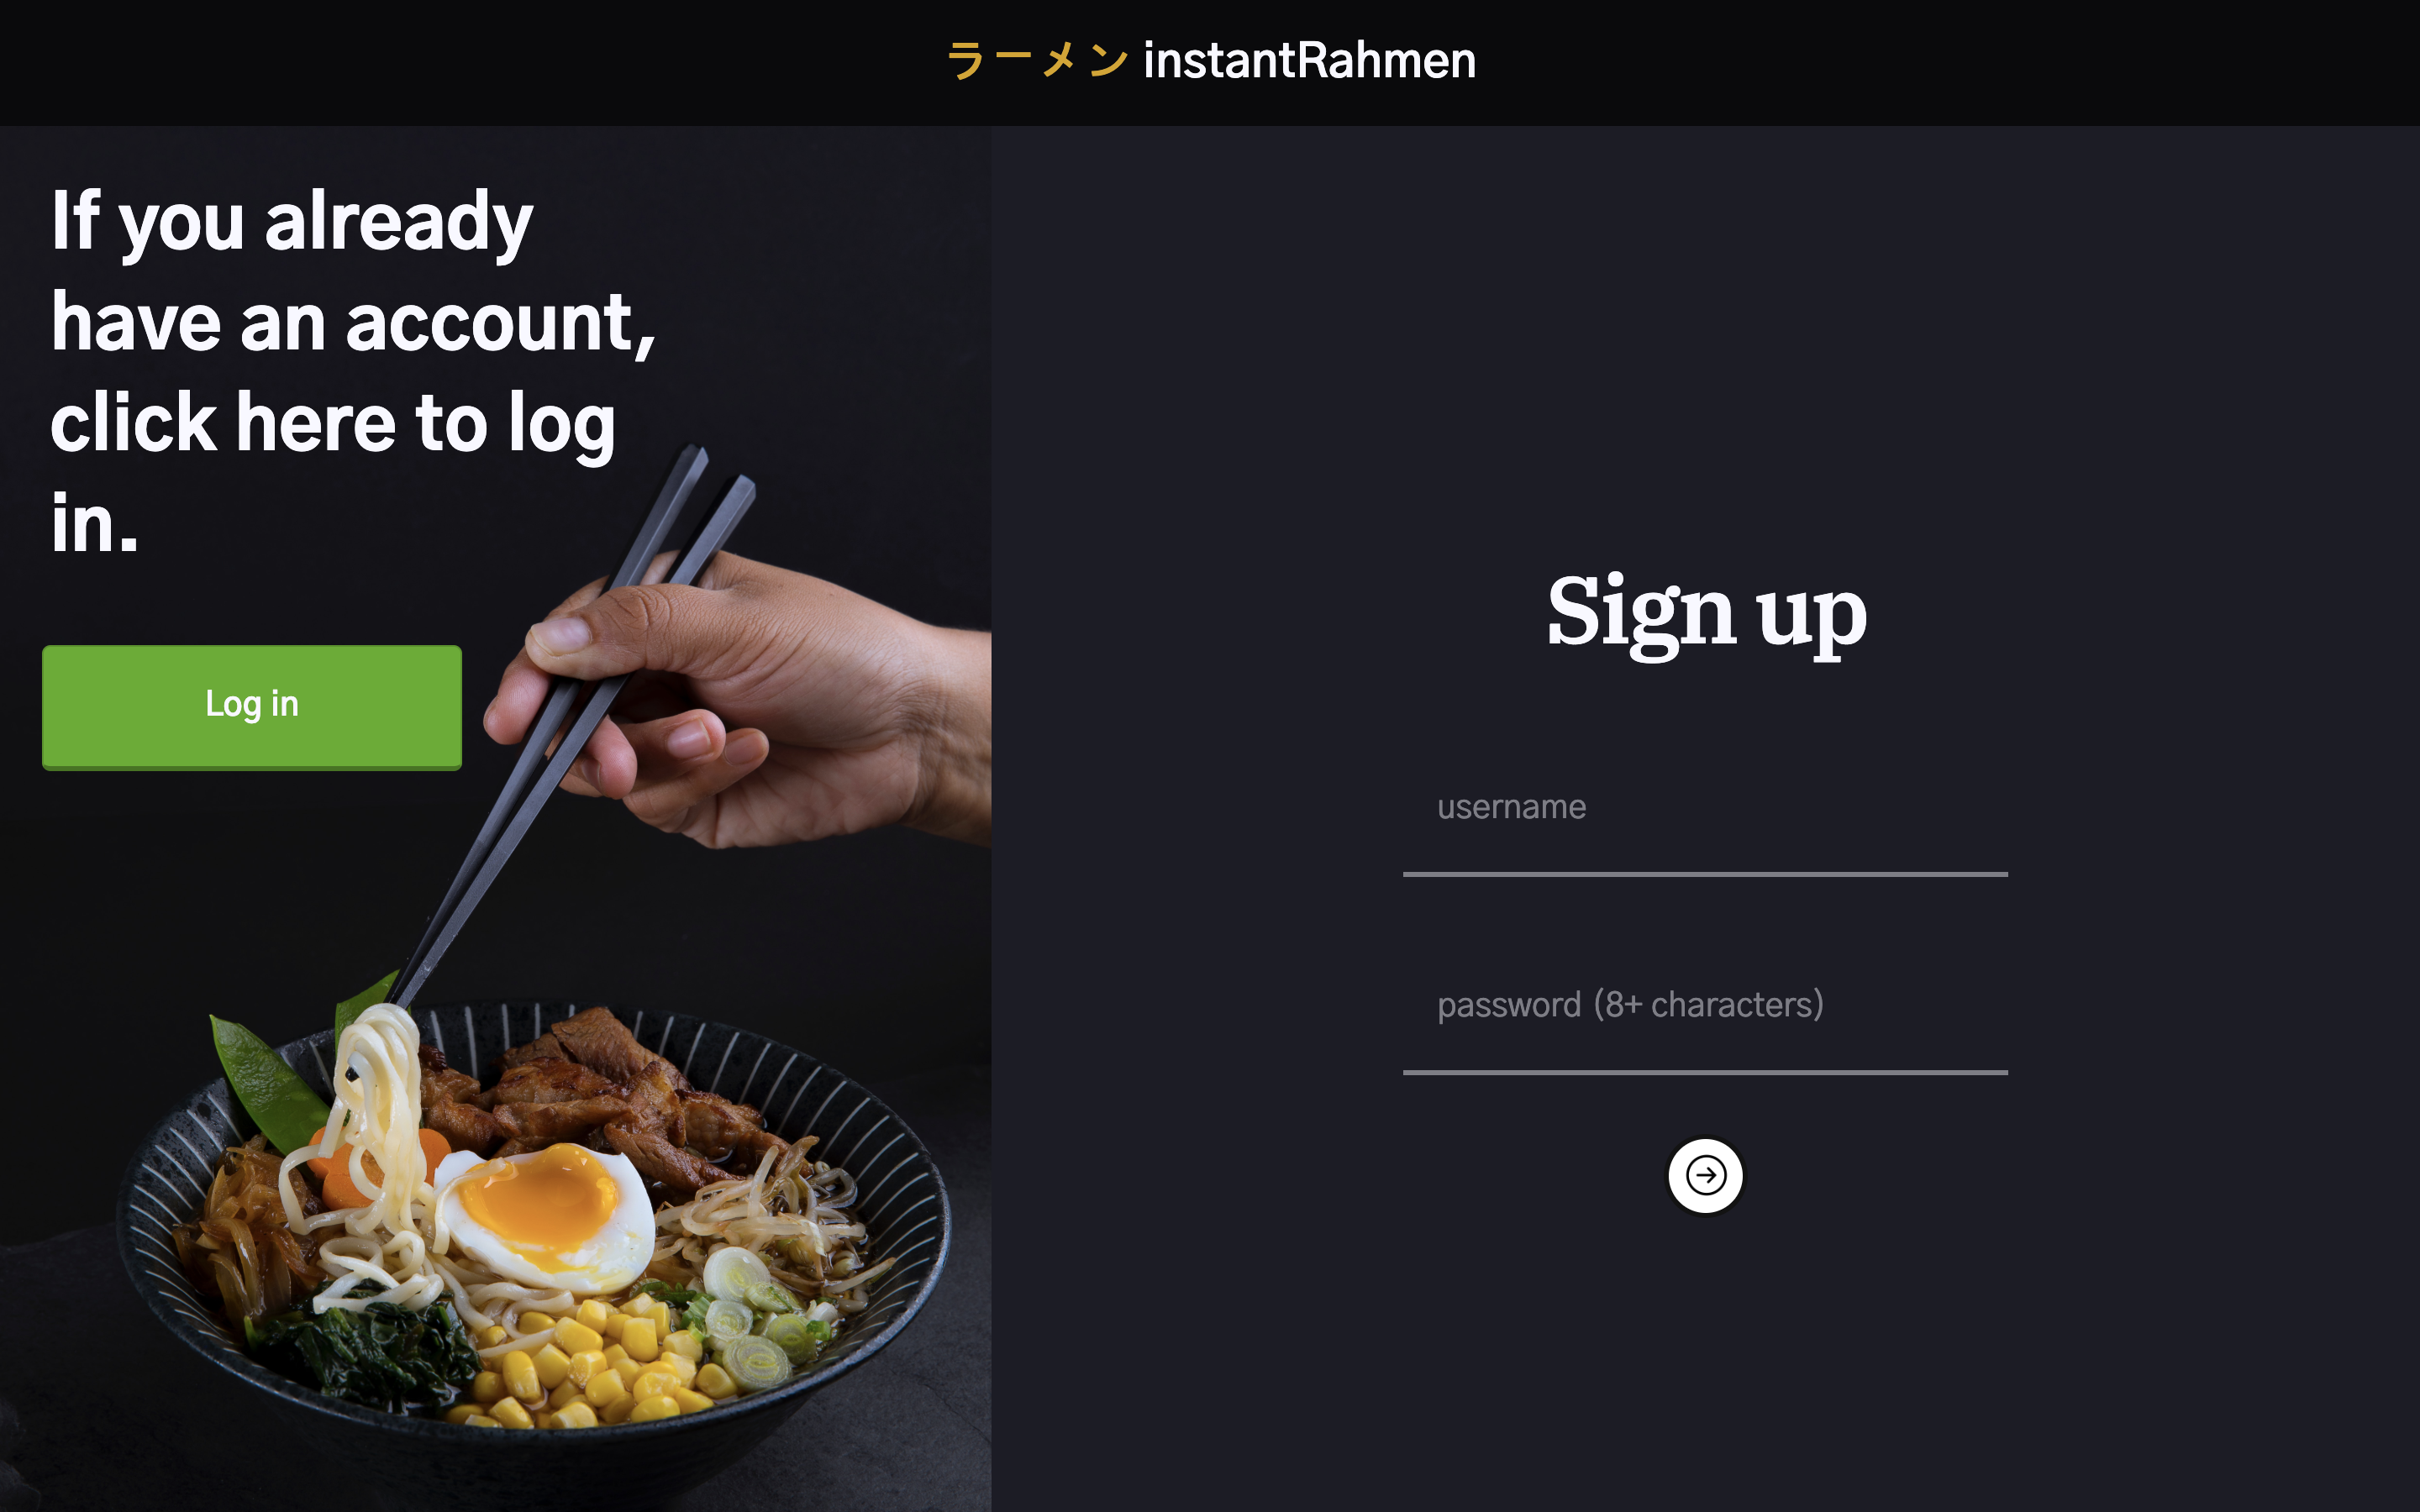 ラーメン instantRahmen
If you already
have an account,
click here to log
in.
Log in
Sign up
username
password (8+ characters)